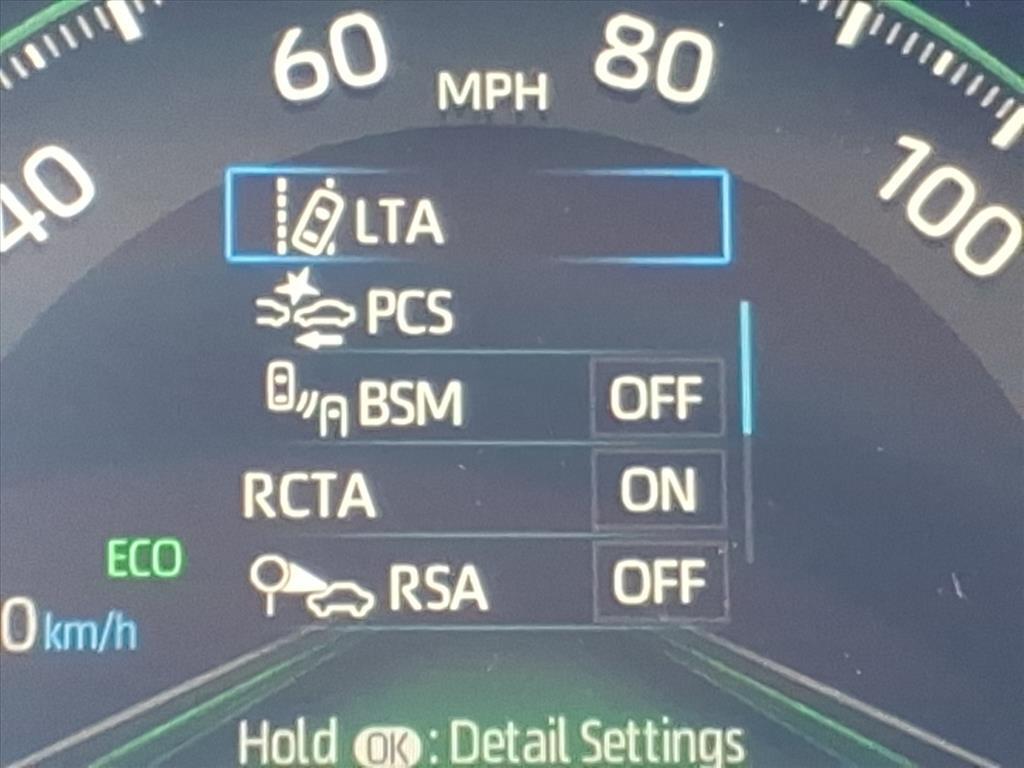 60
80
MPH
40
100
LTA
PCS
BSM OFF
RCTA ON
ECO
RSA OFF
0 km/h
Hold OK : Detail Settings